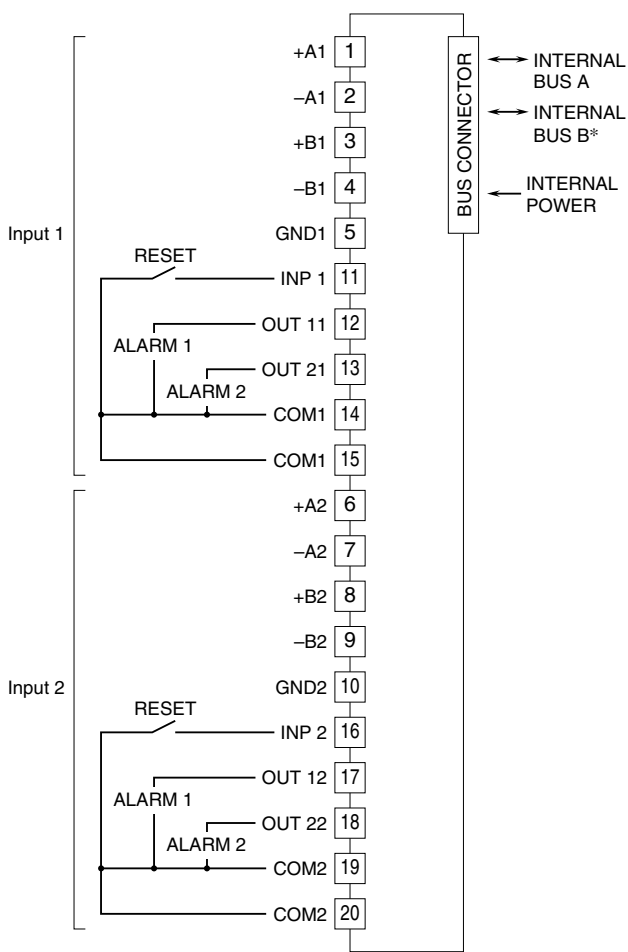 +A1 1
–A1 2
+B1 3
–B1 4
GND1 5
Input 1
RESET
INP 1 11
OUT 11 12
ALARM 1
OUT 21 13
ALARM 2
COM1 14
COM1 15
+A2 6
–A2 7
+B2 8
–B2 9
GND2 10
Input 2
RESET
INP 2 16
OUT 12 17
ALARM 1
OUT 22 18
ALARM 2
COM2 19
COM2 20
BUS CONNECTOR
INTERNAL
BUS A
INTERNAL
BUS B*
INTERNAL
POWER